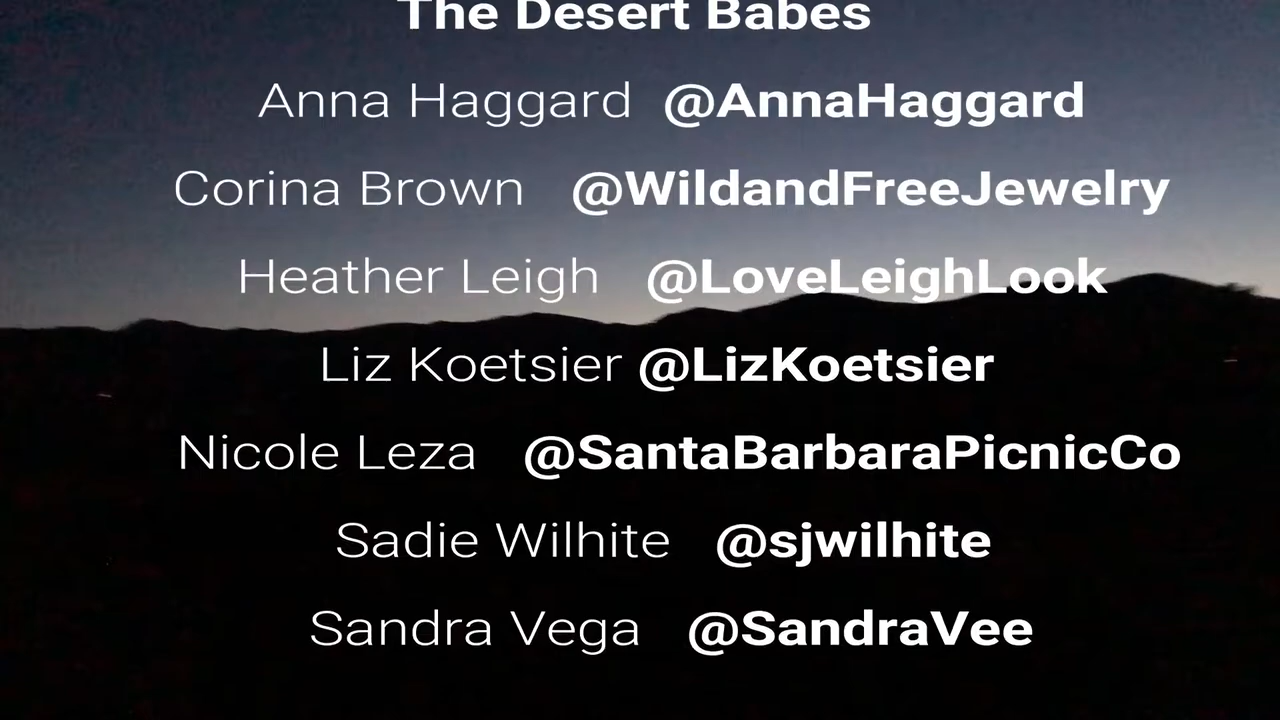 The Desert Babes
Anna Haggard @AnnaHaggard
Corina Brown @WildandFreeJewelry
Heather Leigh @LoveLeighLook
Liz Koetsier @LizKoetsier
Nicole Leza @SantaBarbaraPicnicCo
Sadie Wilhite @sjwilhite
Sandra Vega @SandraVee